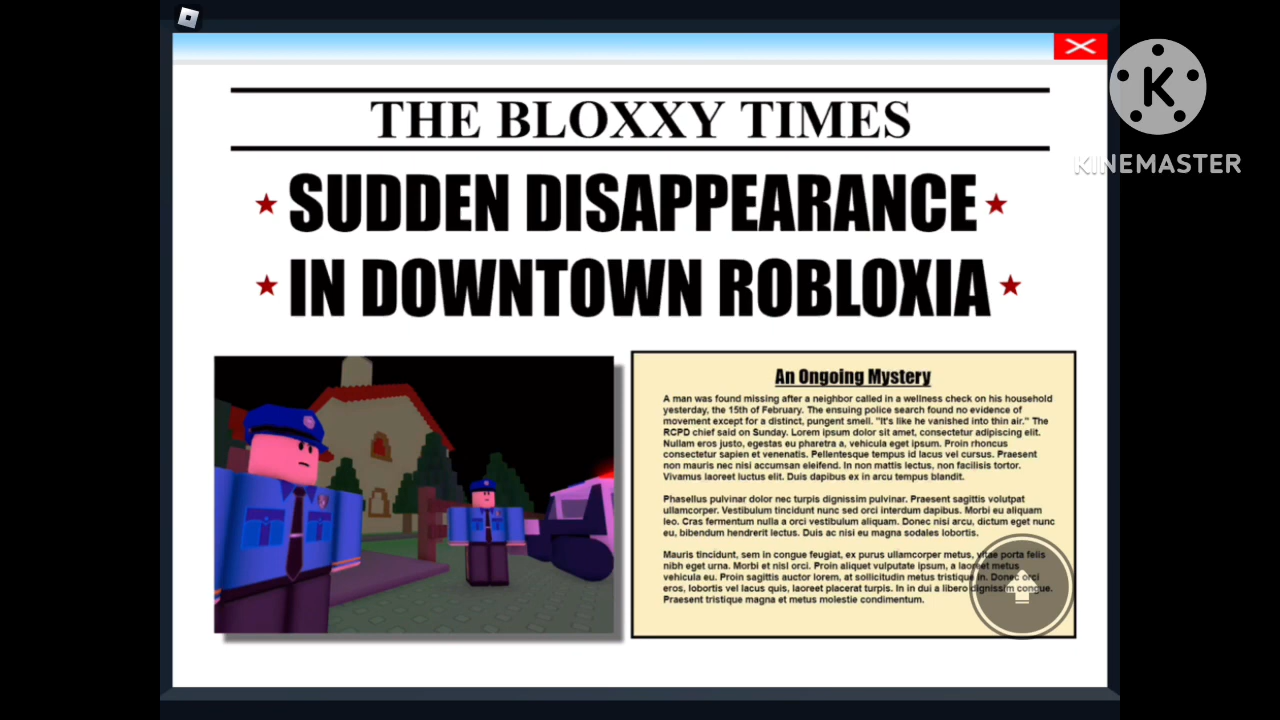 THE BLOXXY TIMES
KINEMASTER
SUDDEN DISAPPEARANCE
IN DOWNTOWN ROBLOXIA
An Ongoing Mystery
A man was found missing after a neighbor called in a wellness check on his household
yesterday, the 15th of February. The ensuing police search found no evidence of
movement except for a distinct, pungent smell. "It's like he vanished into thin air." The
RCPD chief said on Sunday. Lorem ipsum dolor sit amet, consectetur adipiscing elit.
Nullam eros justo, egestas eu pharetra a, vehicula eget ipsum. Proin rhoncus
consectetur sapien et venenatis. Pellentesque tempus id lacus vel cursus. Praesent
non mauris nec nisi accumsan eleifend. In non mattis lectus, non facilisis tortor.
Vivamus laoreet luctus elit. Duis dapibus ex in arcu tempus blandit.
Phasellus pulvinar dolor nec turpis dignissim pulvinar. Praesent sagittis volutpat
ullamcorper. Vestibulum tincidunt nunc sed orci interdum dapibus. Morbi eu aliquam
leo. Cras fermentum nulla a orci vestibulum aliquam. Donec nisi arcu, dictum eget nunc
eu, bibendum hendrerit lectus. Duis ac nisi eu magna sodales lobortis.
Mauris tincidunt, sem in congue feugiat, ex purus ullamcorper metus, vitae porta felis
nibh eget urna. Morbi et nisl orci. Proin aliquet vulputate ipsum, a laoreet metus
vehicula eu. Proin sagittis auctor lorem, at sollicitudin metus tristique in. Donec orci
eros, lobortis vel lacus quis, laoreet placerat turpis. In in dui a libero dignissim congue.
Praesent tristique magna et metus molestie condimentum.